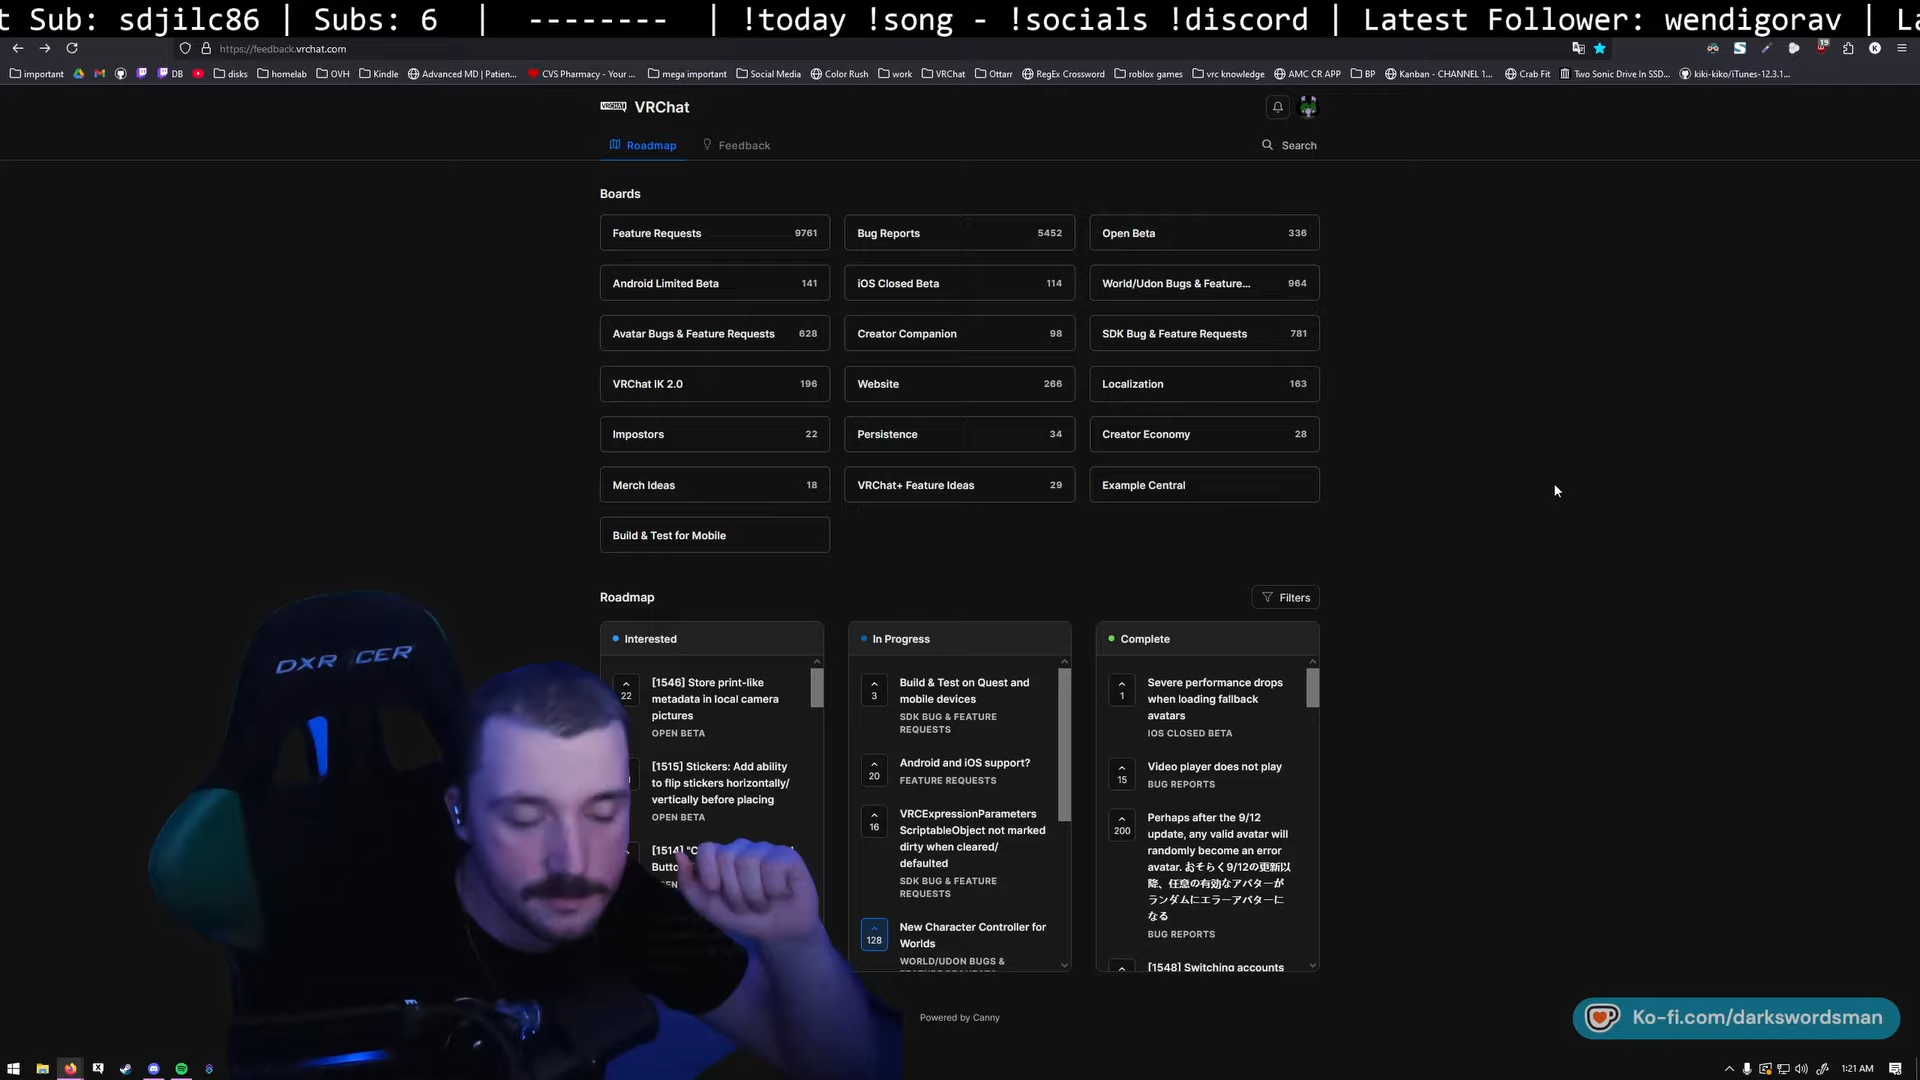 t Sub: sdjilc86 | Subs: 6 | -------- | !today !song - !socials !discord | Latest Follower: wendigorav | La
https://feedback.vrchat.com
19
K
important
DB
disks
homelab
OVH
Kindle
Advanced MD | Patien...
CVS Pharmacy - Your ...
mega important
Social Media
Color Rush
work
VRChat
Ottarr
RegEx Crossword
roblox games
vrc knowledge
AMC CR APP
BP
Kanban - CHANNEL 1...
Crab Fit
Two Sonic Drive In SSD...
kiki-kiko/iTunes-12.3.1...
VRCHAT VRChat
Roadmap
Feedback
Search
Boards
Feature Requests 9761
Bug Reports 5452
Open Beta 336
Android Limited Beta 141
iOS Closed Beta 114
World/Udon Bugs & Feature... 964
Avatar Bugs & Feature Requests 628
Creator Companion 98
SDK Bug & Feature Requests 781
VRChat IK 2.0 196
Website 266
Localization 163
Impostors 22
Persistence 34
Creator Economy 28
Merch Ideas 18
VRChat+ Feature Ideas 29
Example Central
Build & Test for Mobile
Roadmap
Filters
Interested
22
[1546] Store print-like
metadata in local camera
pictures
OPEN BETA
[1515] Stickers: Add ability
to flip stickers horizontally/
vertically before placing
OPEN BETA
[1514] "C
Butto
In Progress
3
Build & Test on Quest and
mobile devices
SDK BUG & FEATURE
REQUESTS
20
Android and iOS support?
FEATURE REQUESTS
16
VRCExpressionParameters
ScriptableObject not marked
dirty when cleared/
defaulted
SDK BUG & FEATURE
REQUESTS
128
New Character Controller for
Worlds
WORLD/UDON BUGS &
FEATURE REQUESTS
Complete
1
Severe performance drops
when loading fallback
avatars
IOS CLOSED BETA
15
Video player does not play
BUG REPORTS
200
Perhaps after the 9/12
update, any valid avatar will
randomly become an error
avatar. おそらく9/12の更新以
降、任意の有効なアバターが
ランダムにエラーアバターに
なる
BUG REPORTS
[1548] Switching accounts
Powered by Canny
DXRACER
Ko-fi.com/darkswordsman
1:21 AM